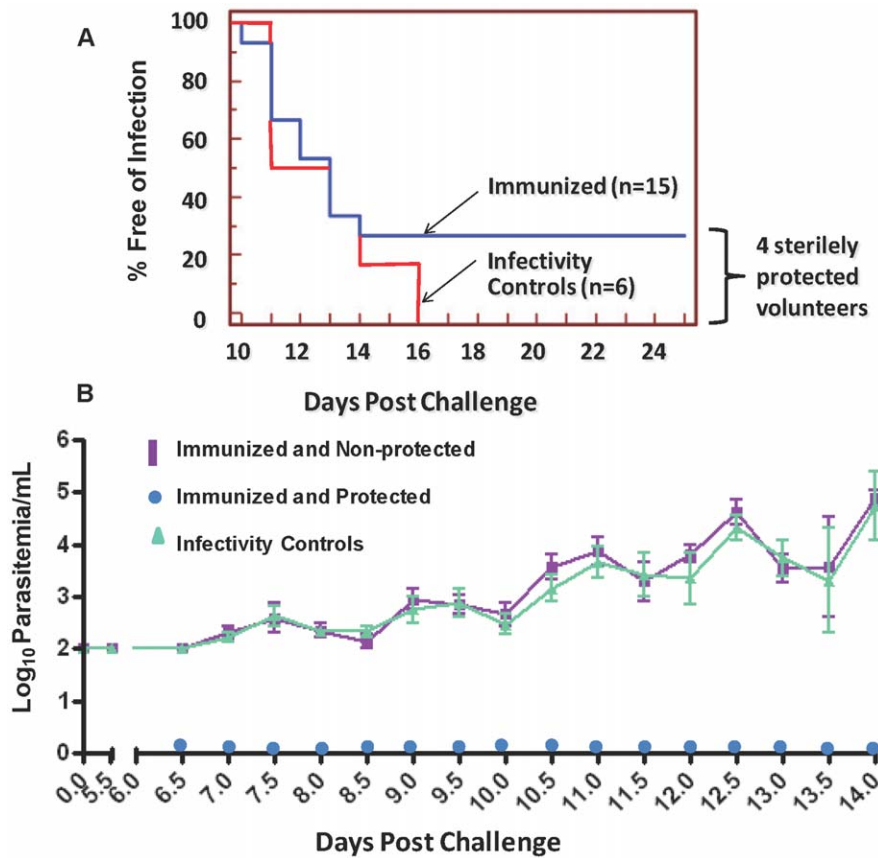 A
% Free of Infection
100
80
60
40
20
0
Immunized (n=15)
Infectivity
Controls (n=6)
4 sterilely
protected
volunteers
10 12 14 16 18 20 22 24
Days Post Challenge
B
Log10 Parasitemia/mL
6
5
4
3
2
1
0
Immunized and Non-protected
Immunized and Protected
Infectivity Controls
0.0 5.5 6.0 6.5 7.0 7.5 8.0 8.5 9.0 9.5 10.0 10.5 11.0 11.5 12.0 12.5 13.0 13.5 14.0
Days Post Challenge